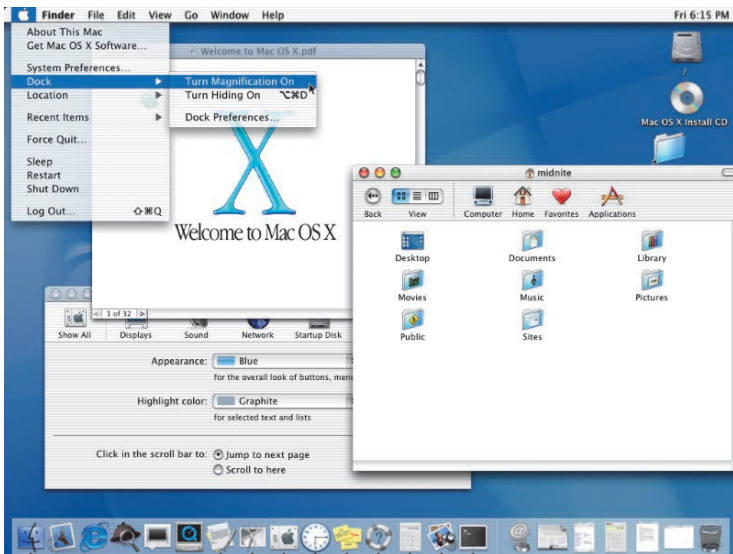 Finder File Edit View Go Window Help
Fri 6:15 PM
About This Mac
Get Mac OS X Software...
System Preferences...
Dock
Location
Recent Items
Force Quit...
Sleep
Restart
Shut Down
Log Out... ⇧⌘Q
Turn Magnification On
Turn Hiding On ⌥⌘D
Dock Preferences...
Welcome to Mac OS X.pdf
X
Welcome to Mac OS X
1 of 32
/
Mac OS X Install CD
midnite
Back View Computer Home Favorites Applications
Desktop Documents Library
Movies Music Pictures
Public Sites
Show All Displays Sound Network Startup Disk
Appearance: Blue
for the overall look of buttons, menu
Highlight color: Graphite
for selected text and lists
Click in the scroll bar to: Jump to next page
Scroll to here